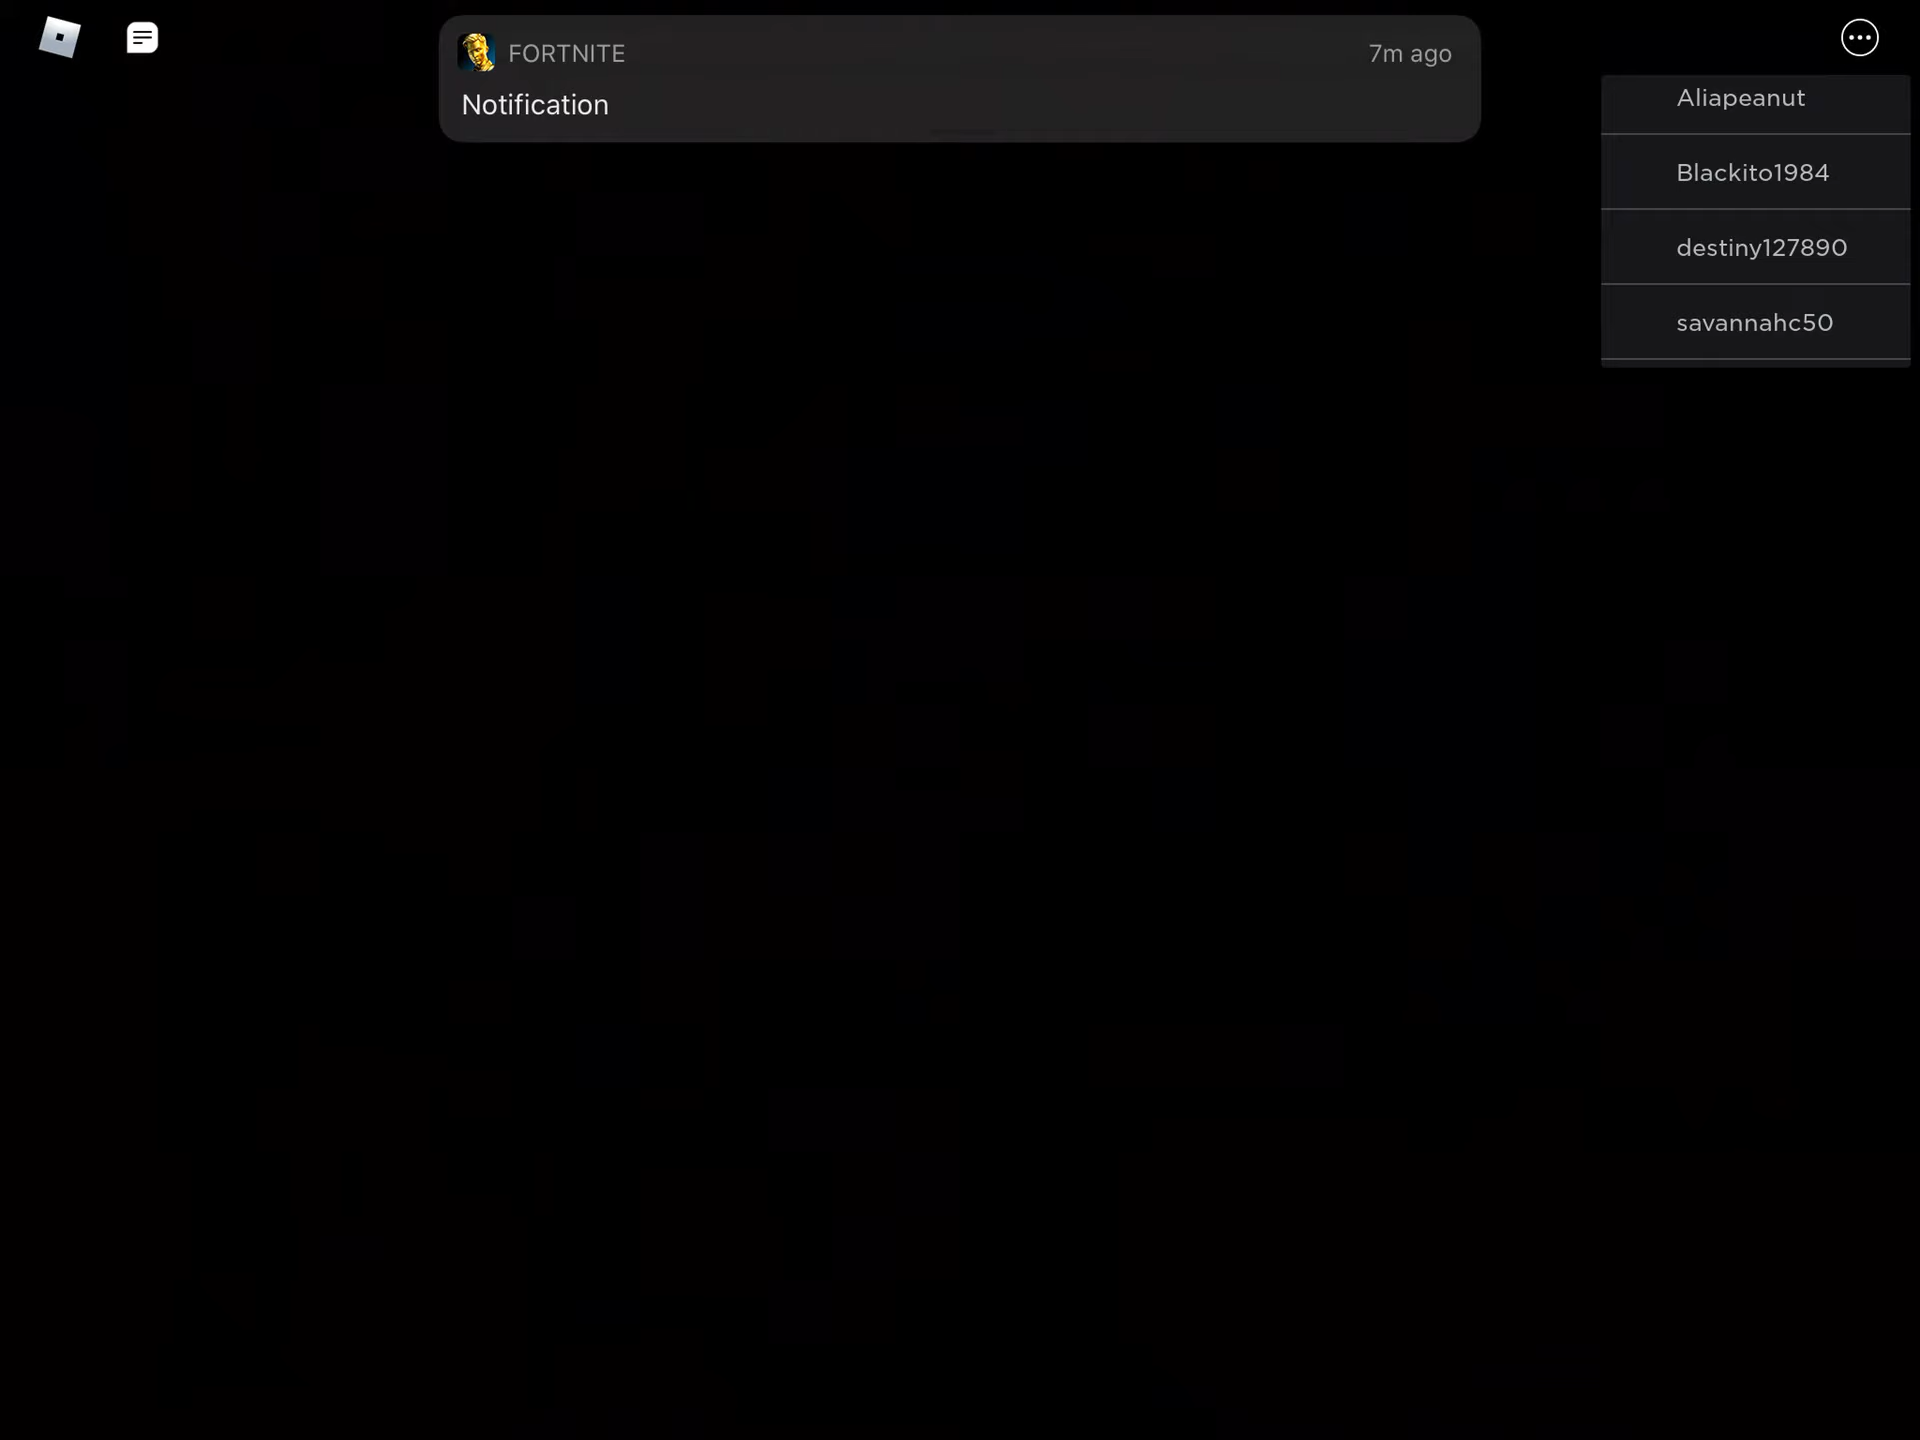 FORTNITE
7m ago
Notification
Aliapeanut
Blackito1984
destiny127890
savannahc50